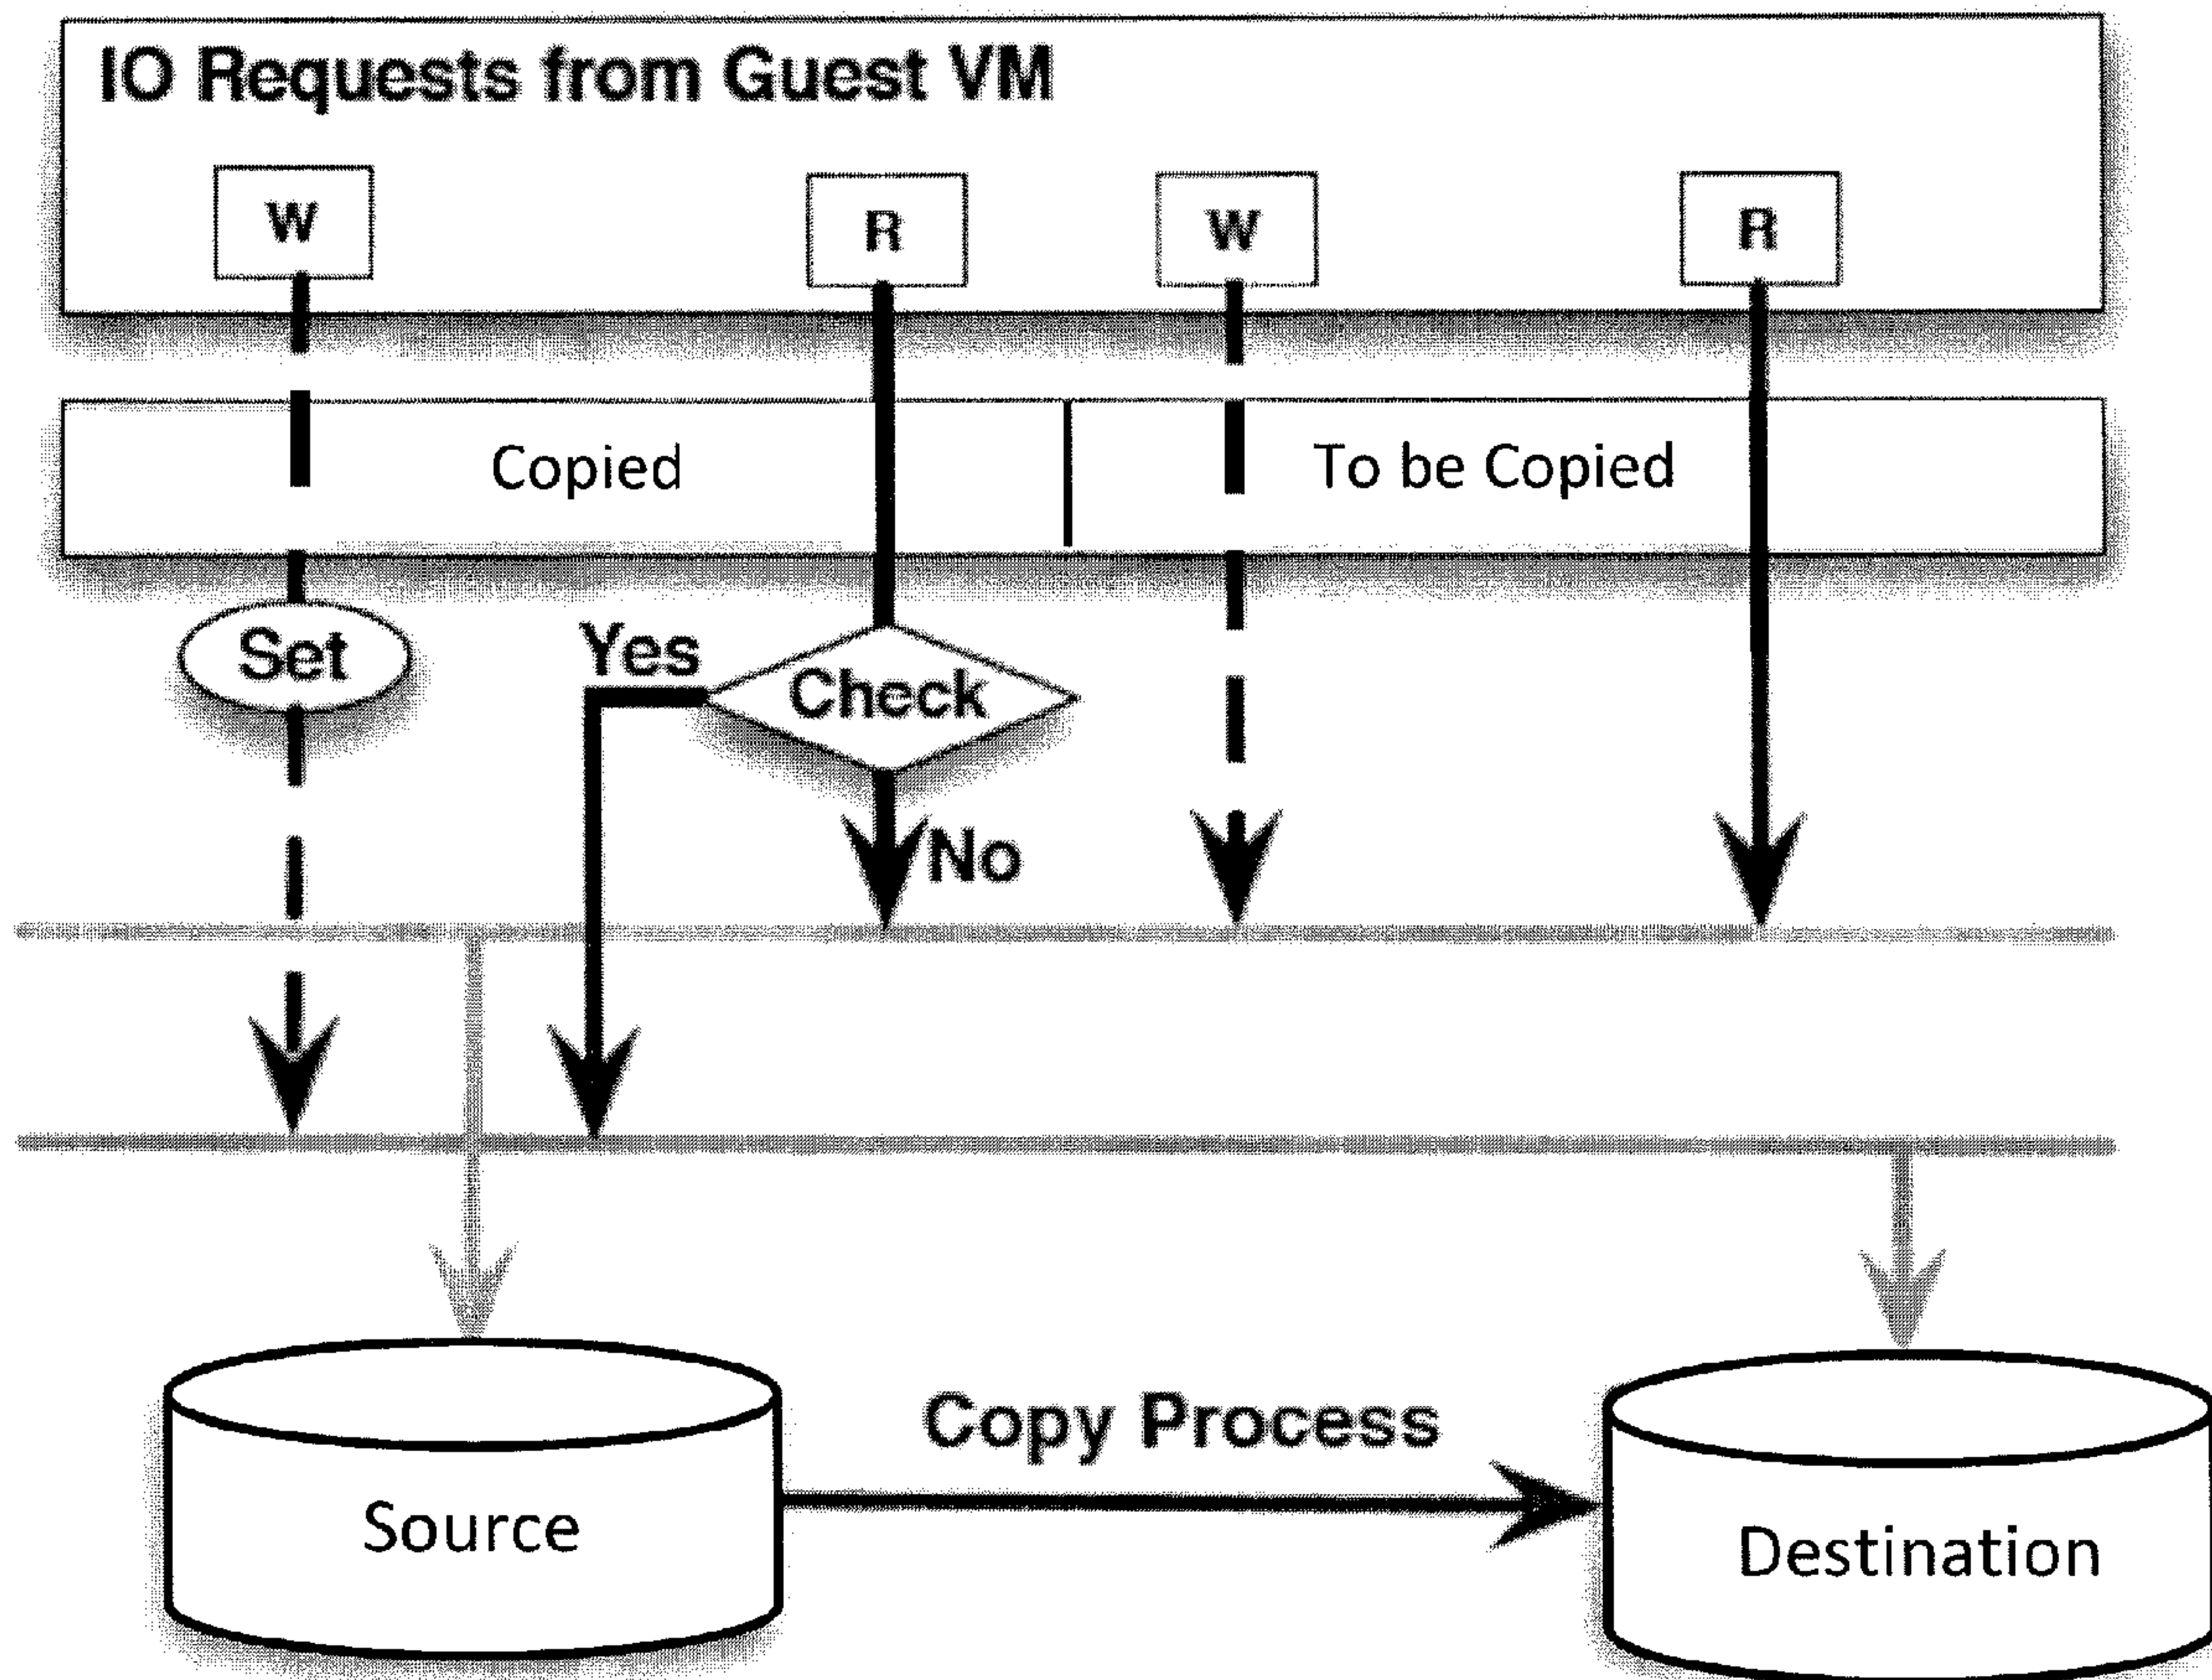 IO Requests from Guest VM
W
R
W
R
Copied
To be Copied
Set
Yes
Check
No
Copy Process
Source
Destination